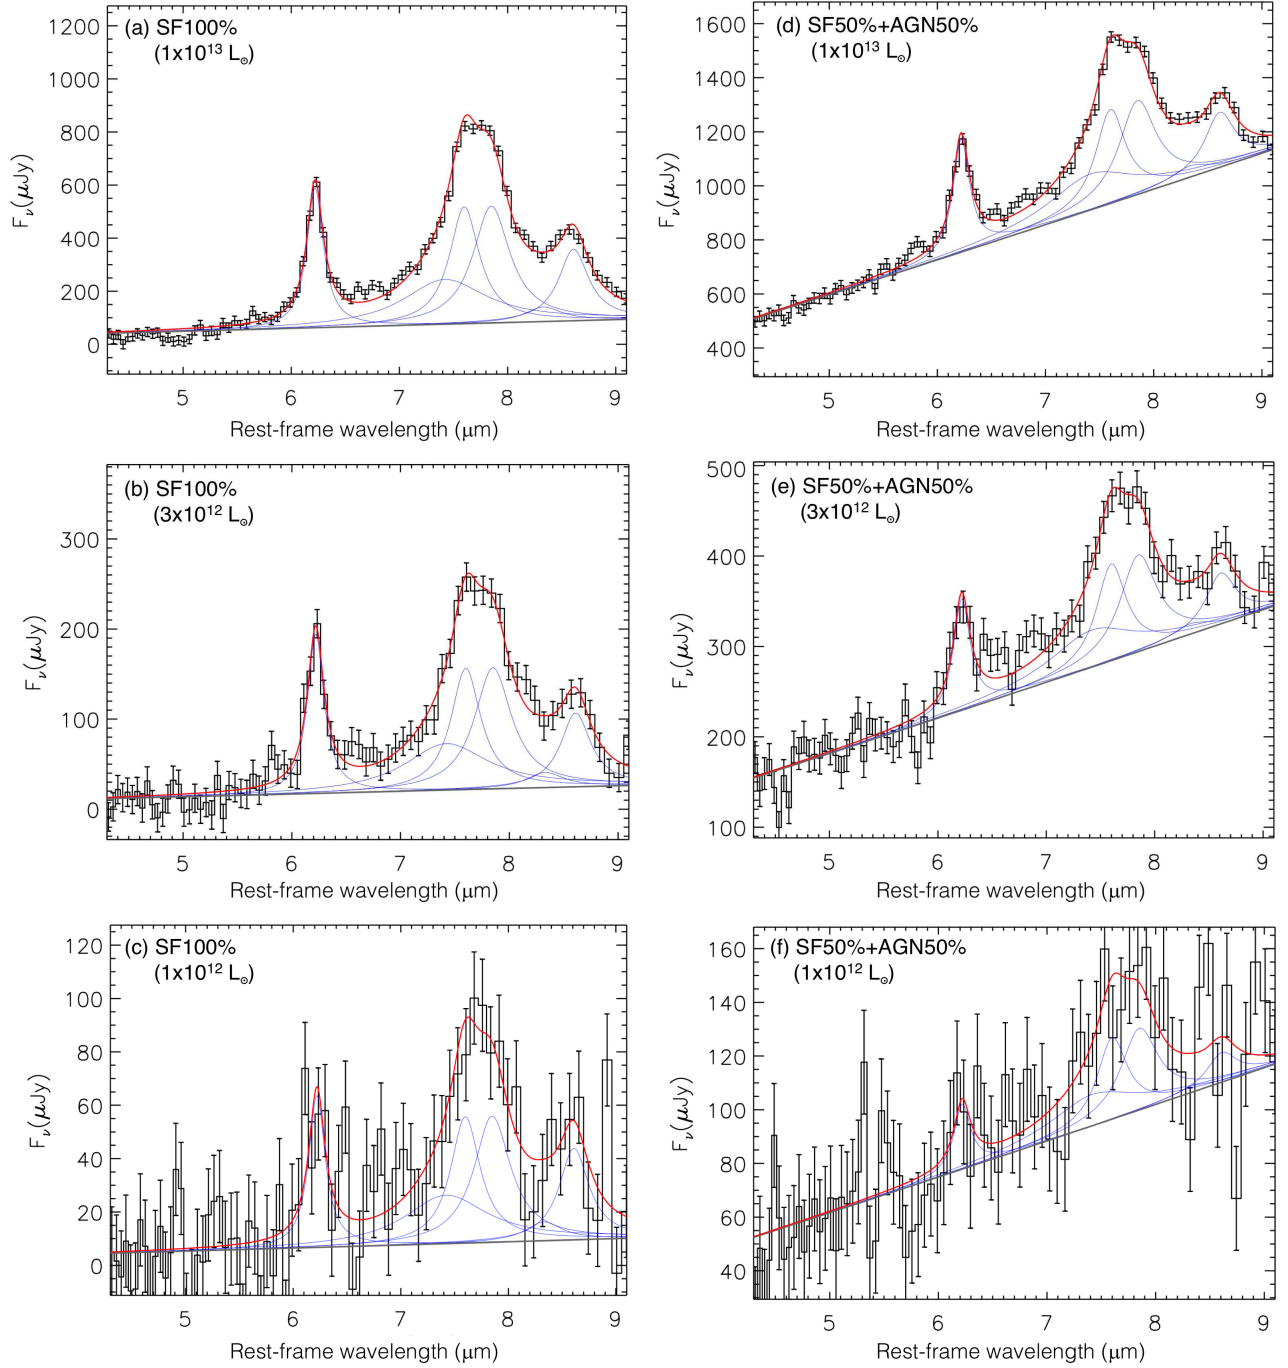 (a) SF100%
(1x10¹³ L☉)
1200
1000
800
600
400
200
0
Fν(μJy)
5 6 7 8 9
Rest-frame wavelength (μm)
(d) SF50%+AGN50%
(1x10¹³ L☉)
1600
1400
1200
1000
800
600
400
Fν(μJy)
5 6 7 8 9
Rest-frame wavelength (μm)
(b) SF100%
(3x10¹² L☉)
300
200
100
0
Fν(μJy)
5 6 7 8 9
Rest-frame wavelength (μm)
(e) SF50%+AGN50%
(3x10¹² L☉)
500
400
300
200
100
Fν(μJy)
5 6 7 8 9
Rest-frame wavelength (μm)
(c) SF100%
(1x10¹² L☉)
120
100
80
60
40
20
0
Fν(μJy)
5 6 7 8 9
Rest-frame wavelength (μm)
(f) SF50%+AGN50%
(1x10¹² L☉)
160
140
120
100
80
60
40
Fν(μJy)
5 6 7 8 9
Rest-frame wavelength (μm)